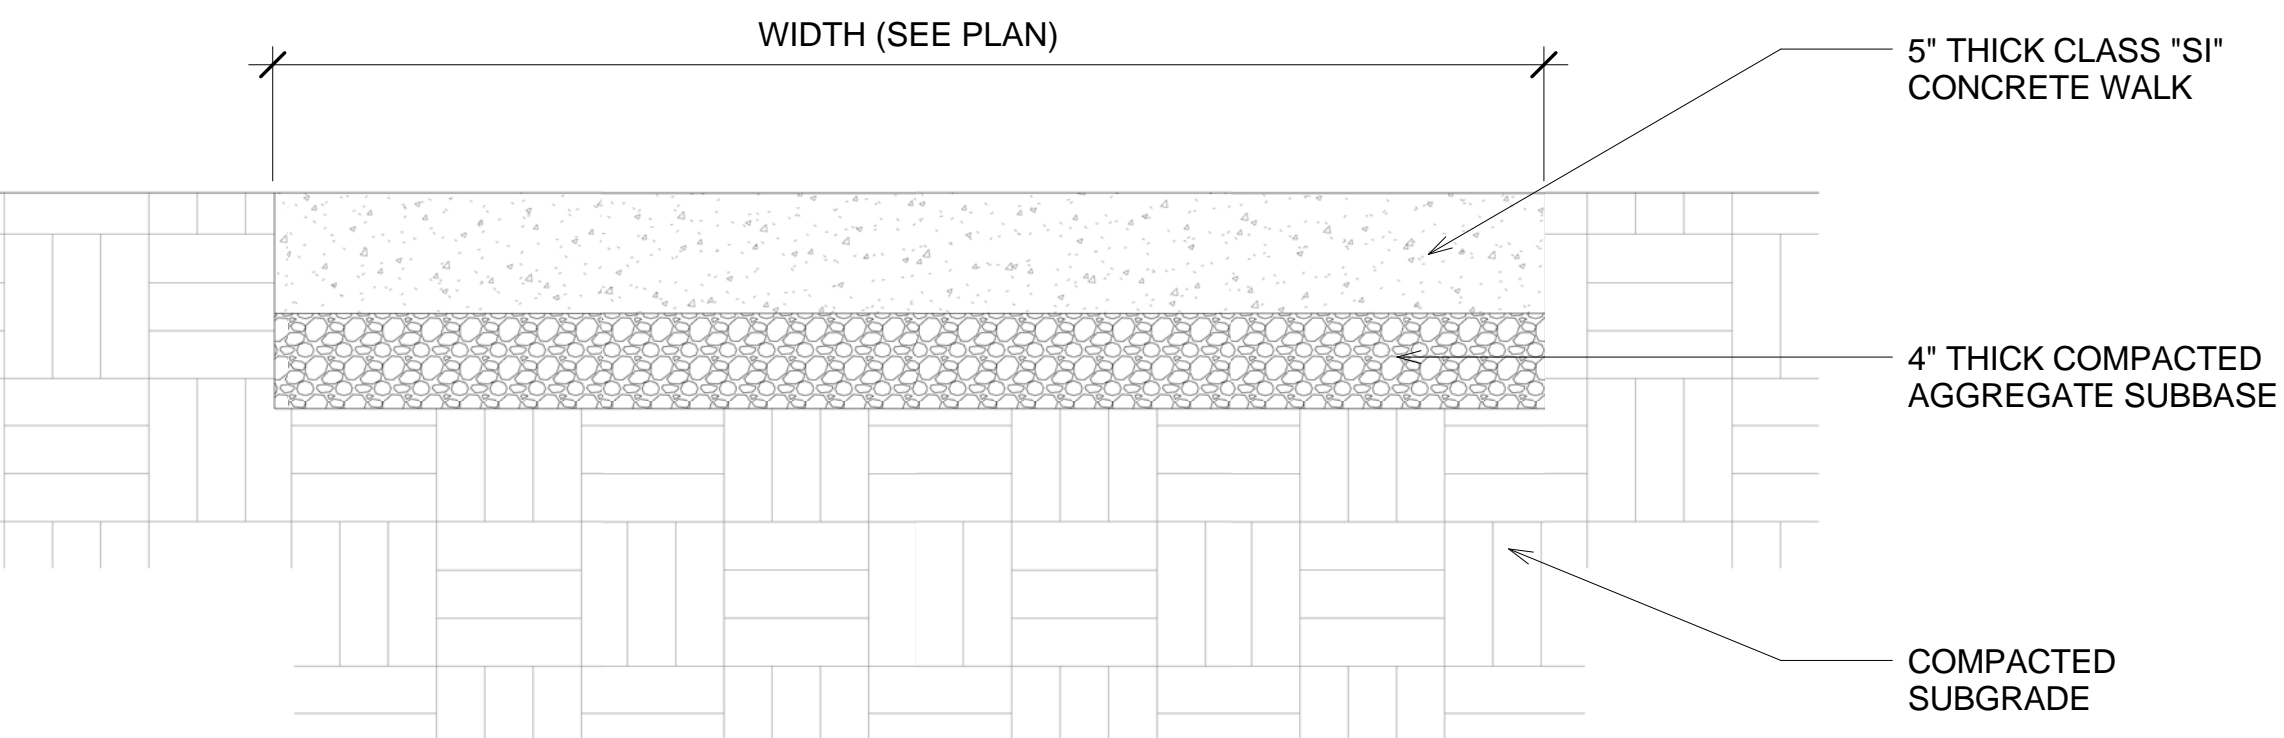 WIDTH (SEE PLAN)
5" THICK CLASS "SI"
CONCRETE WALK
4" THICK COMPACTED
AGGREGATE SUBBASE
COMPACTED
SUBGRADE